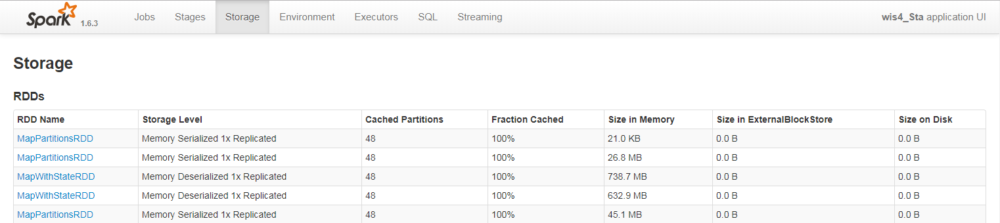 Spark 1.6.3 Jobs Stages Storage Environment Executors SQL Streaming wis4_Sta application UI
Storage
RDDs
RDD Name Storage Level Cached Partitions Fraction Cached Size in Memory Size in ExternalBlockStore Size on Disk
MapPartitionsRDD Memory Serialized 1x Replicated 48 100% 21.0 KB 0.0 B 0.0 B
MapPartitionsRDD Memory Serialized 1x Replicated 48 100% 26.8 MB 0.0 B 0.0 B
MapWithStateRDD Memory Deserialized 1x Replicated 48 100% 738.7 MB 0.0 B 0.0 B
MapWithStateRDD Memory Deserialized 1x Replicated 48 100% 632.9 MB 0.0 B 0.0 B
MapPartitionsRDD Memory Serialized 1x Replicated 48 100% 45.1 MB 0.0 B 0.0 B